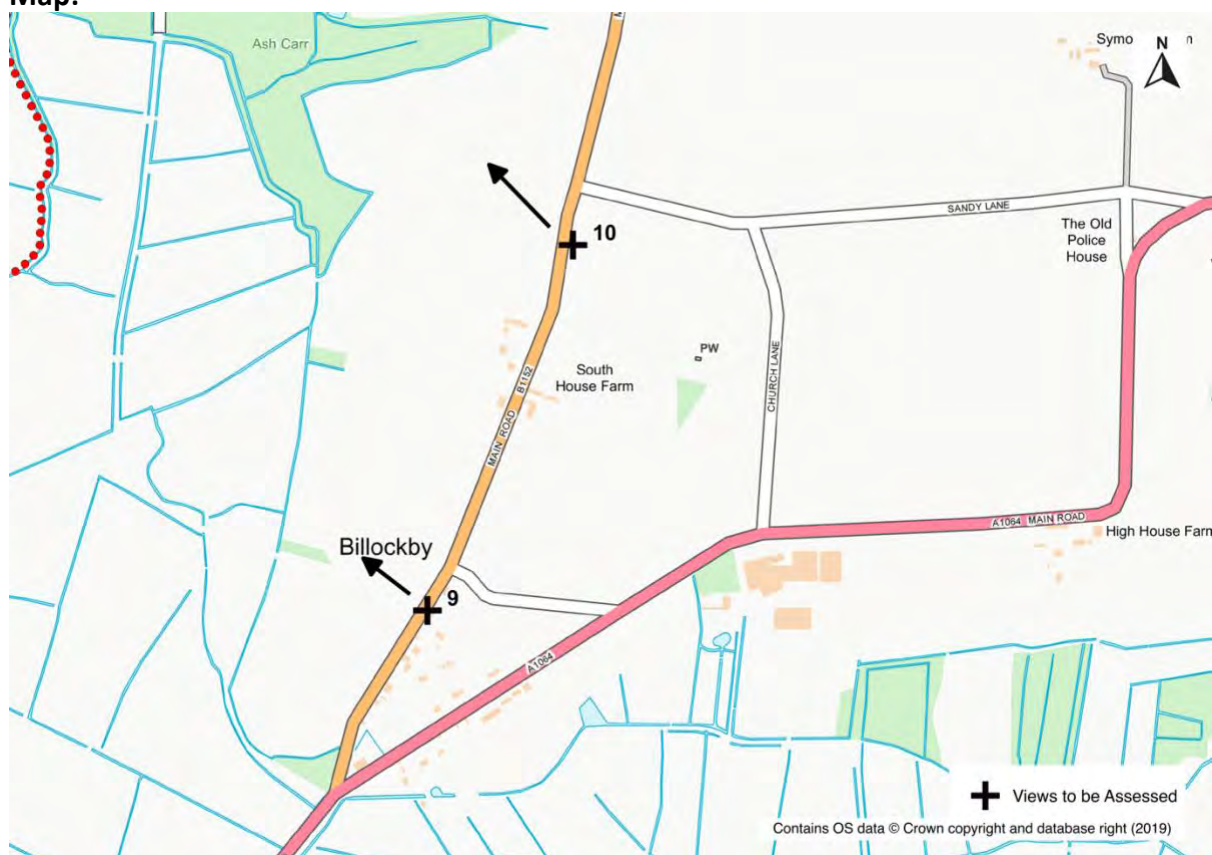 Map:
Ash Carr
N
10
SANDY LANE
The Old
Police
House
PW
South
House Farm
CHURCH LANE
MAIN ROAD B1152
A1064 MAIN ROAD
High House Farm
Billockby
9
A1064
Views to be Assessed
Contains OS data © Crown copyright and database right (2019)